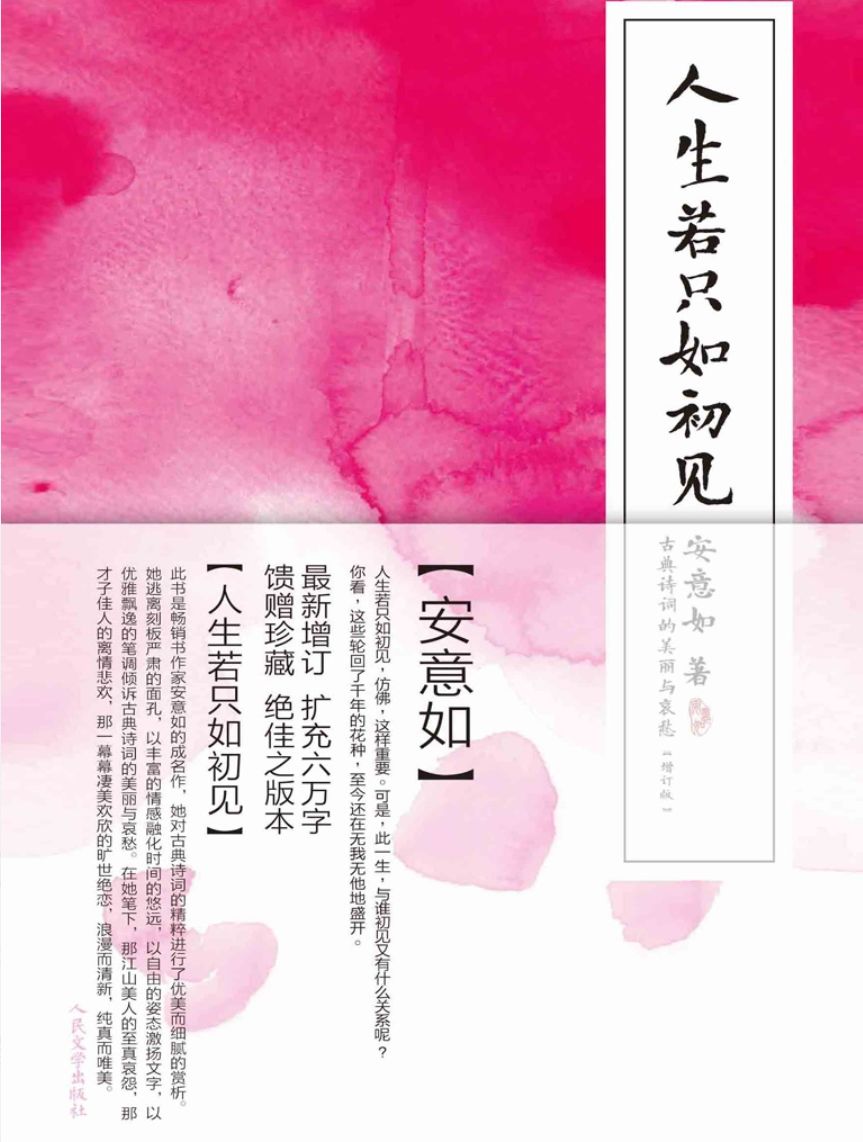 人生若只如初见
安意如 著
古典诗词的美丽与哀愁【增订版】
【安意如】
人生若只如初见，仿佛，这样重要。可是，此一生，与谁初见又有什么关系呢？
你看，这些轮回了千年的花种，至今还在无我无他地盛开。
最新增订 扩充六万字
馈赠珍藏 绝佳之版本
【人生若只如初见】
此书是畅销书作家安意如的成名作，她对古典诗词的精粹进行了优美而细腻的赏析。
她逃离刻板严肃的面孔，以丰富的情感融化时间的悠远，以自由的姿态激扬文字，以
优雅飘逸的笔调倾诉古典诗词的美丽与哀愁。在她笔下，那江山美人的至真哀怨，那
才子佳人的离情悲欢，那一幕幕凄美欢欣的旷世绝恋，浪漫而清新，纯真而唯美。
人民文学出版社